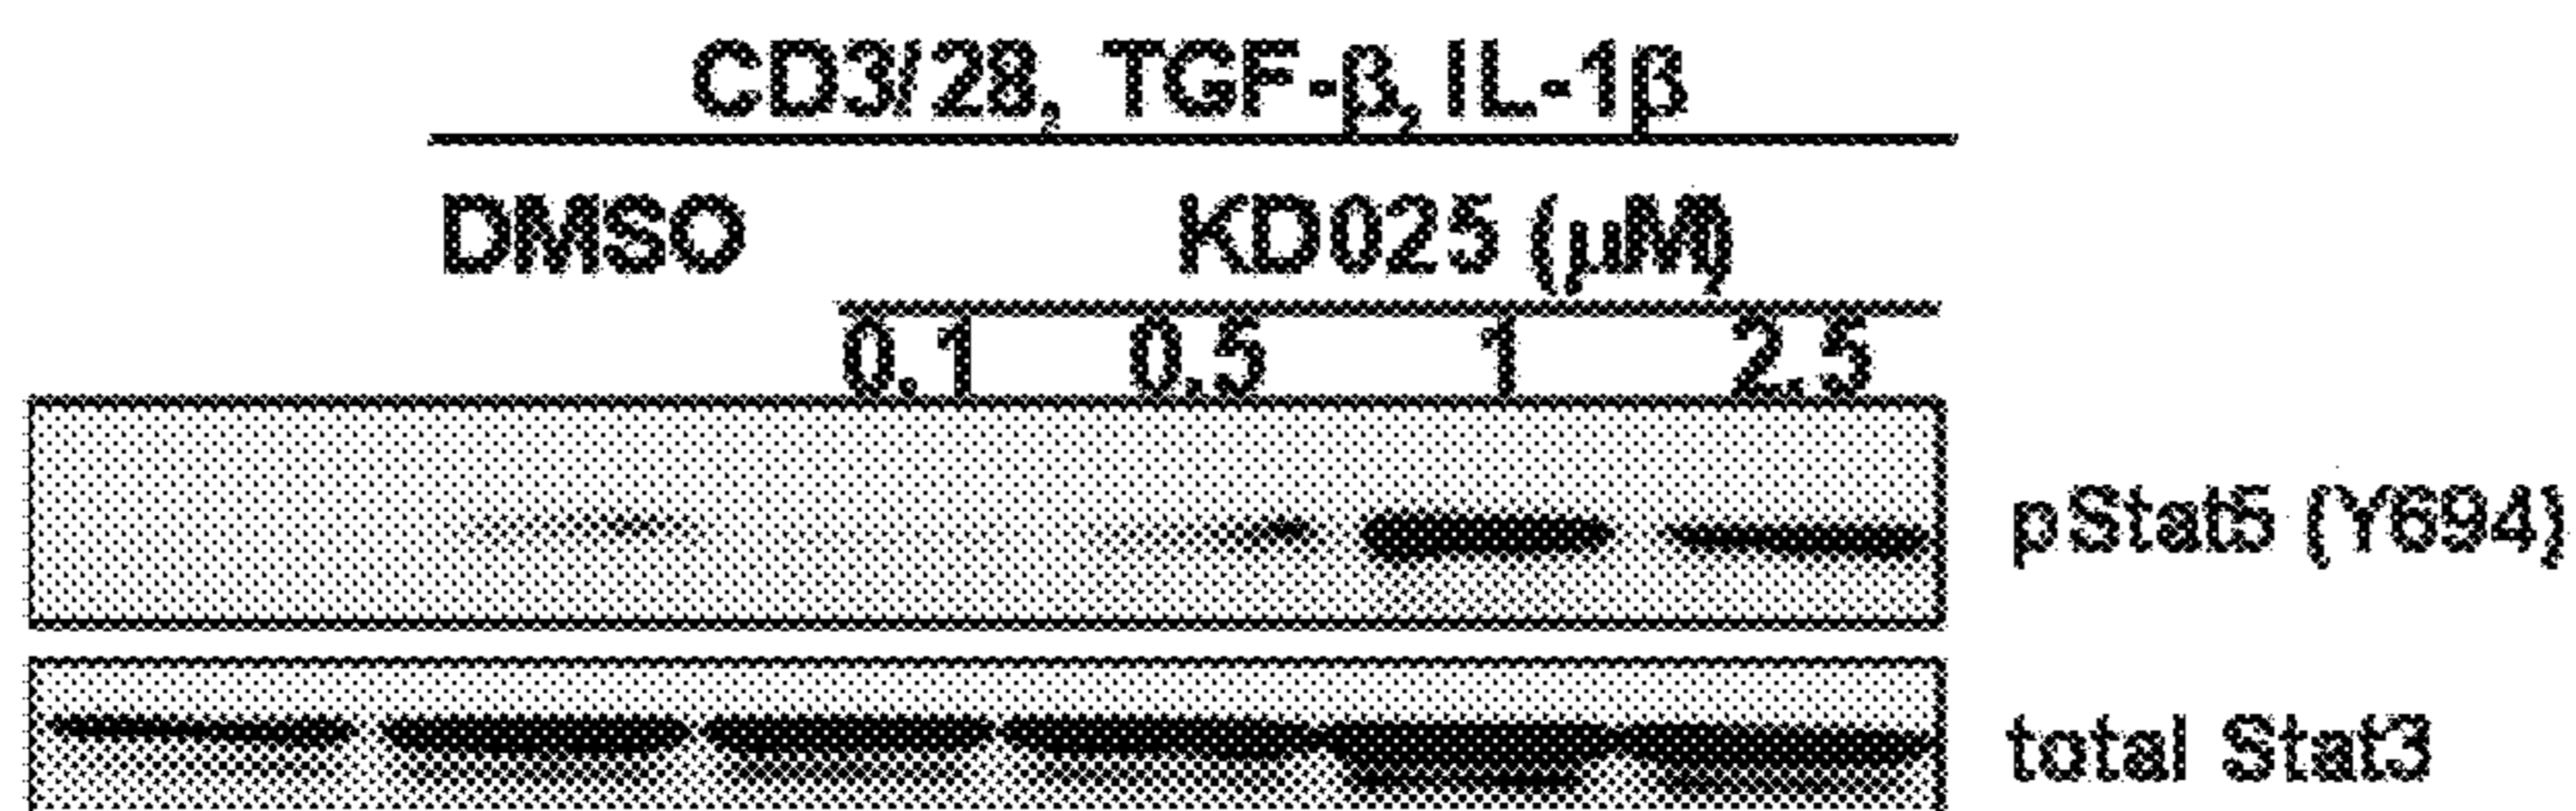 CD3/28, TGF-β, IL-1β
DMSO KD025 (μM)
0.1 0.5 1 2.5
pStat5 (Y694)
total Stat3